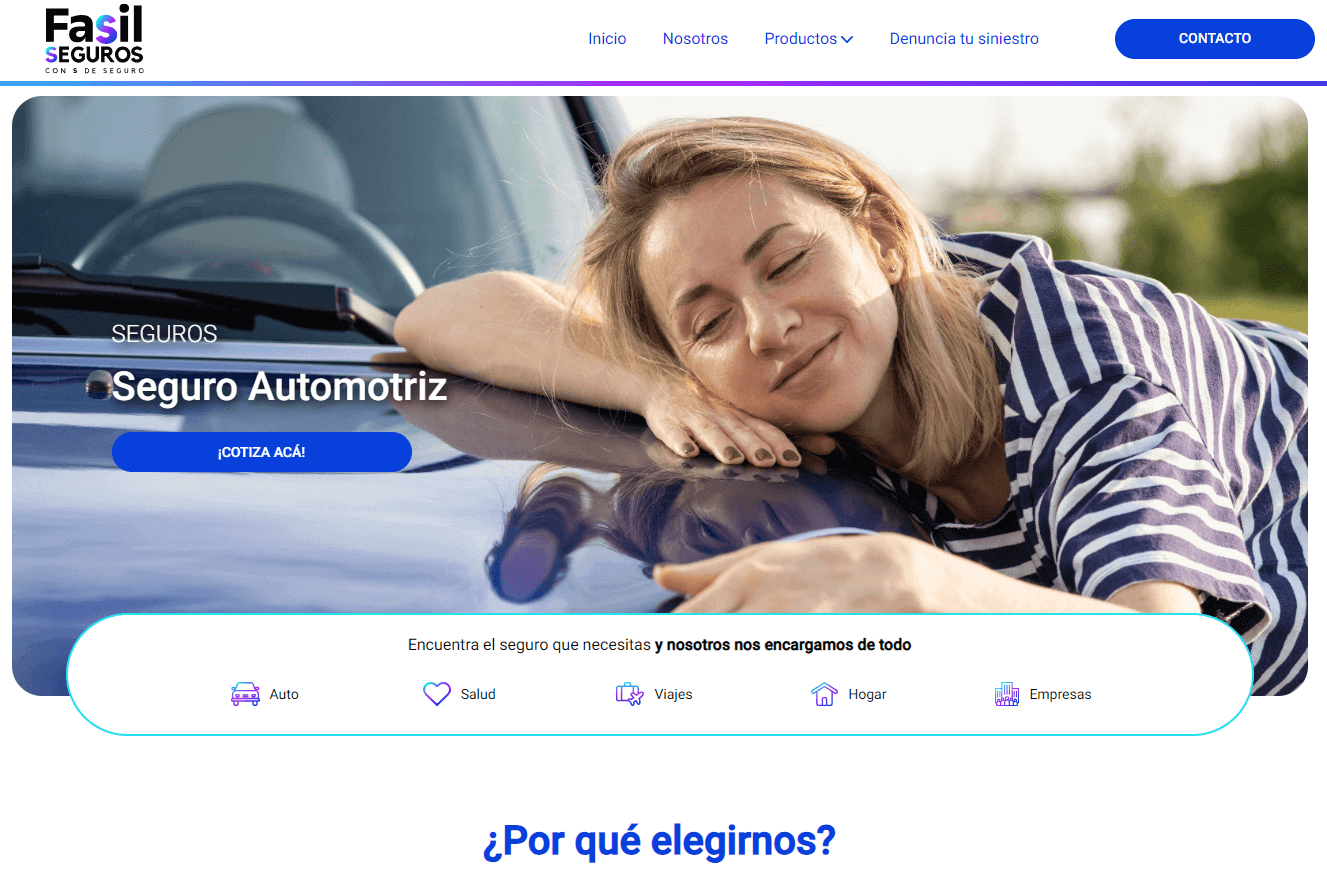 Fasil
SEGUROS
CON S DE SEGURO
Inicio
Nosotros
Productos
Denuncia tu siniestro
CONTACTO
SEGUROS
Seguro Automotriz
¡COTIZA ACÁ!
Encuentra el seguro que necesitas y nosotros nos encargamos de todo
Auto
Salud
Viajes
Hogar
Empresas
¿Por qué elegirnos?